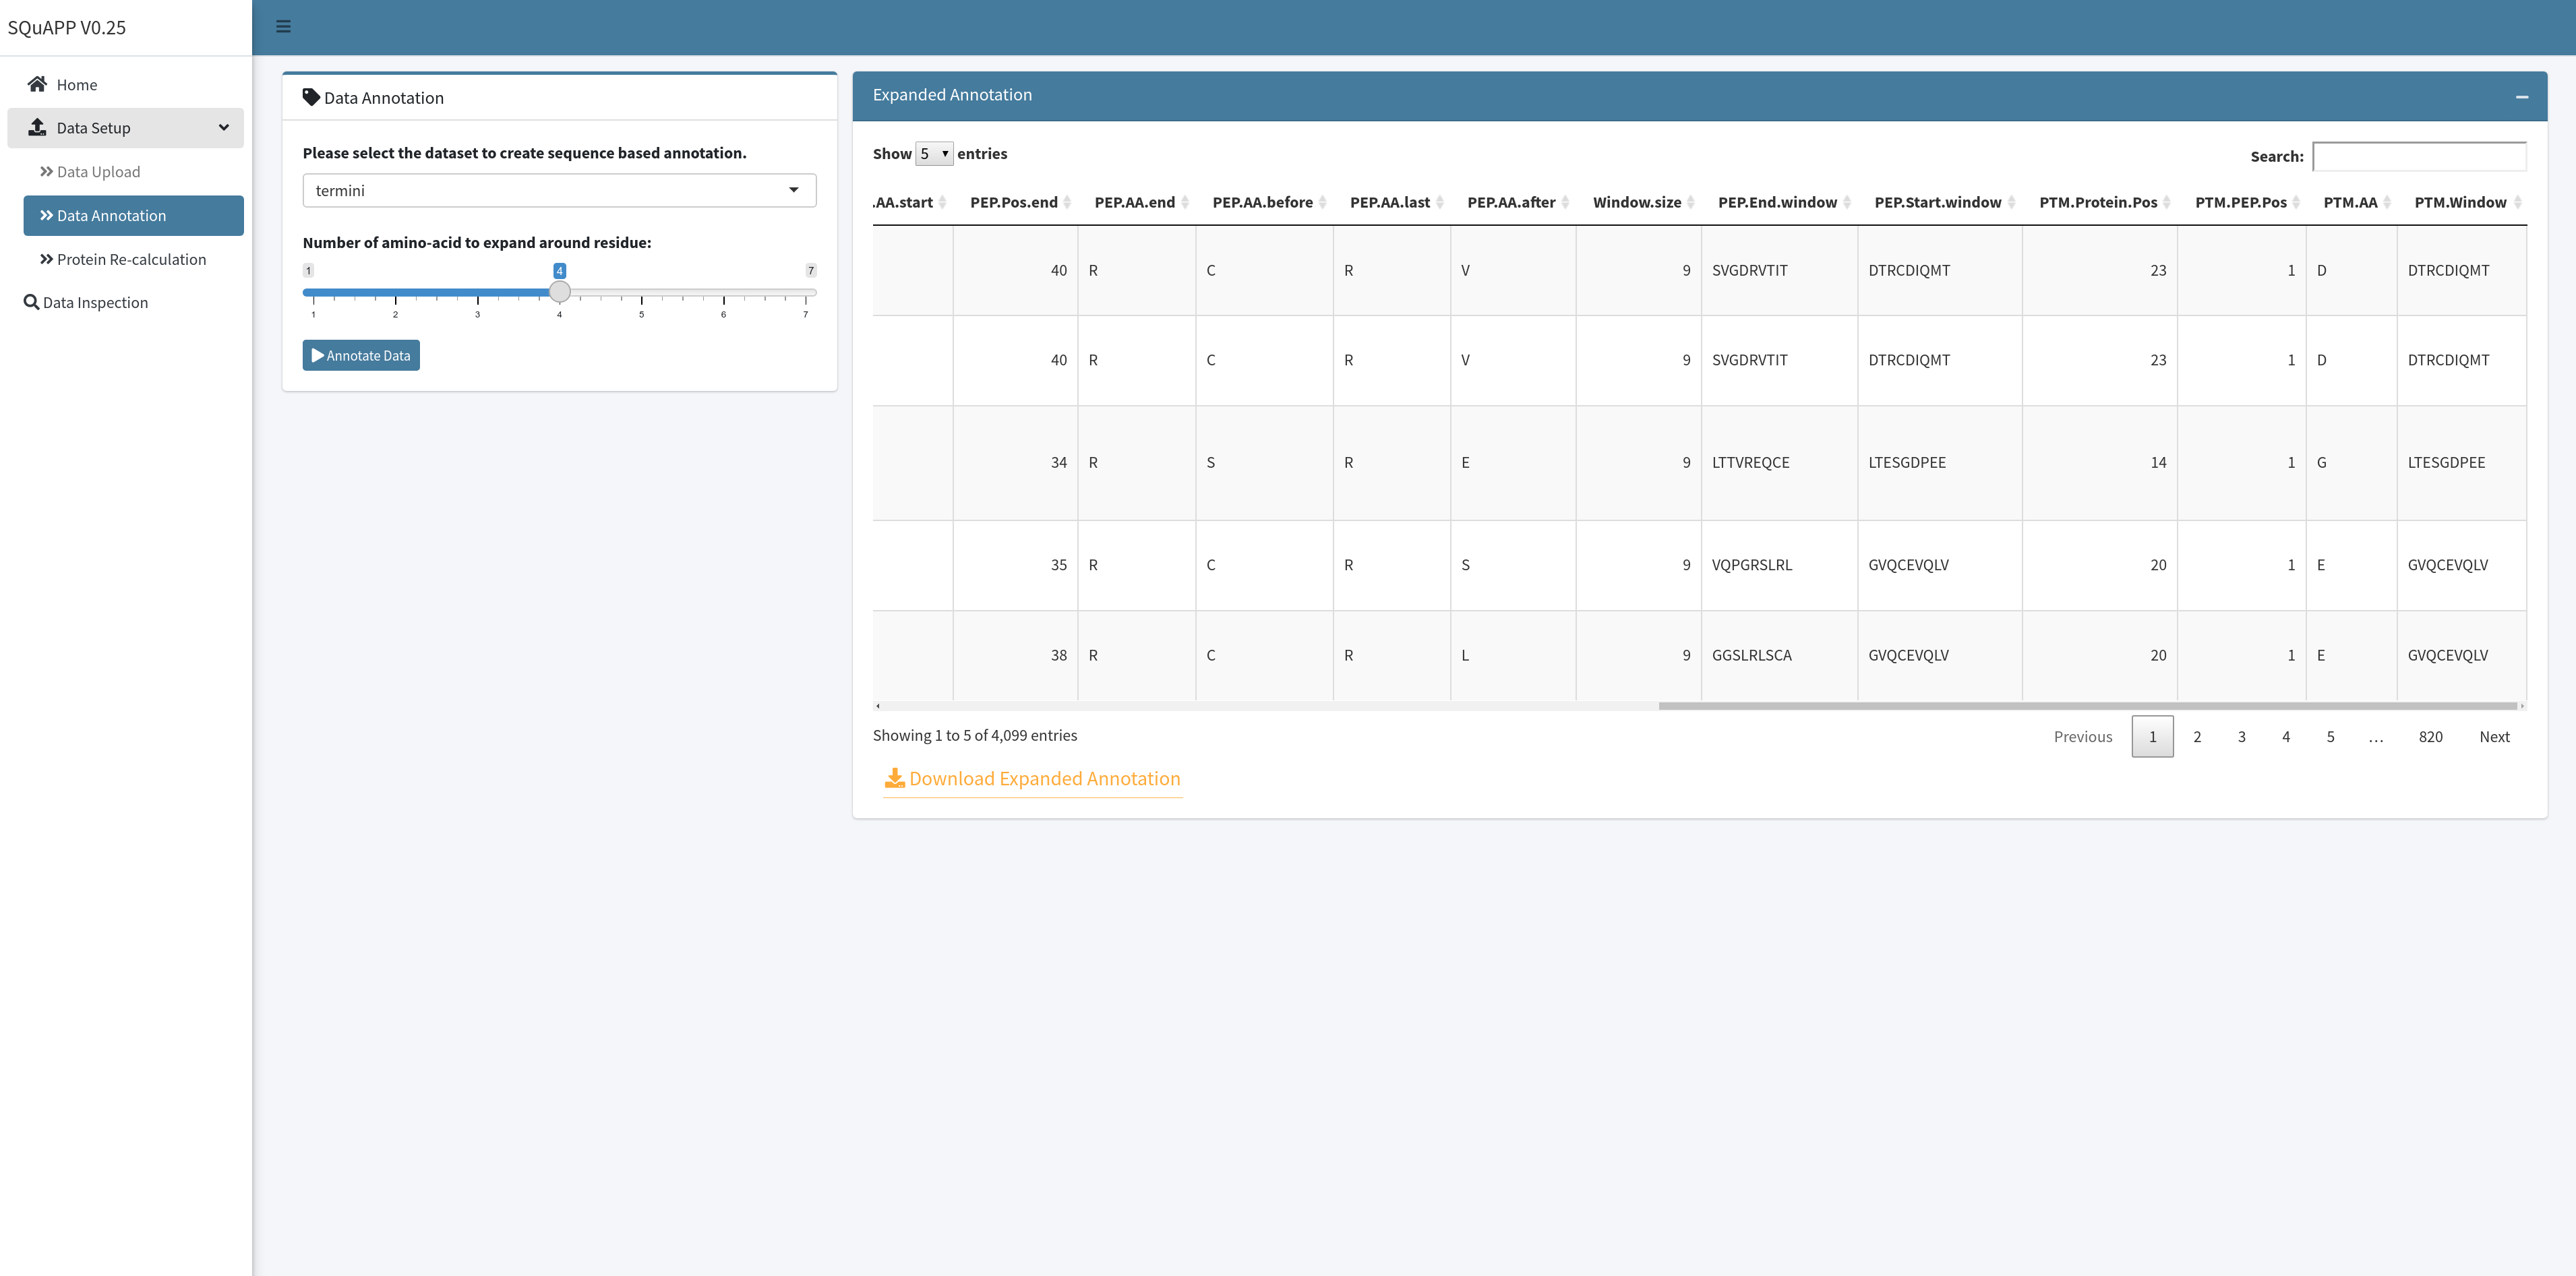 SQuAPP V0.25
Home
Data Setup
Data Upload
Data Annotation
Protein Re-calculation
Data Inspection
Data Annotation
Please select the dataset to create sequence based annotation.
termini
Number of amino-acid to expand around residue:
1 4 7
1 2 3 4 5 6 7
Annotate Data
Expanded Annotation
Show 5 entries Search:
.AA.start PEP.Pos.end PEP.AA.end PEP.AA.before PEP.AA.last PEP.AA.after Window.size PEP.End.window PEP.Start.window PTM.Protein.Pos PTM.PEP.Pos PTM.AA PTM.Window
40 R C R V 9 SVGDRVTIT DTRCDIQMT 23 1 D DTRCDIQMT
40 R C R V 9 SVGDRVTIT DTRCDIQMT 23 1 D DTRCDIQMT
34 R S R E 9 LTTVREQCE LTESGDPEE 14 1 G LTESGDPEE
35 R C R S 9 VQPGRSLRL GVQCEVQLV 20 1 E GVQCEVQLV
38 R C R L 9 GGSLRLSCA GVQCEVQLV 20 1 E GVQCEVQLV
Showing 1 to 5 of 4,099 entries
Previous 1 2 3 4 5 … 820 Next
Download Expanded Annotation